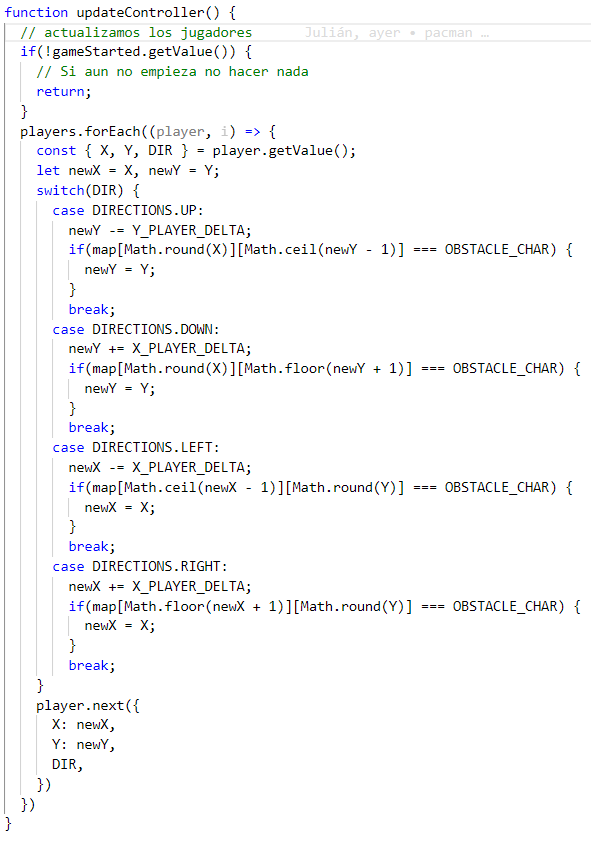 function updateController() {
  // actualizamos los jugadores      Julián, ayer • pacman …
  if(!gameStarted.getValue()) {
    // Si aun no empieza no hacer nada
    return;
  }
  players.forEach((player, i) => {
    const { X, Y, DIR } = player.getValue();
    let newX = X, newY = Y;
    switch(DIR) {
      case DIRECTIONS.UP:
        newY -= Y_PLAYER_DELTA;
        if(map[Math.round(X)][Math.ceil(newY - 1)] === OBSTACLE_CHAR) {
          newY = Y;
        }
        break;
      case DIRECTIONS.DOWN:
        newY += X_PLAYER_DELTA;
        if(map[Math.round(X)][Math.floor(newY + 1)] === OBSTACLE_CHAR) {
          newY = Y;
        }
        break;
      case DIRECTIONS.LEFT:
        newX -= X_PLAYER_DELTA;
        if(map[Math.ceil(newX - 1)][Math.round(Y)] === OBSTACLE_CHAR) {
          newX = X;
        }
        break;
      case DIRECTIONS.RIGHT:
        newX += X_PLAYER_DELTA;
        if(map[Math.floor(newX + 1)][Math.round(Y)] === OBSTACLE_CHAR) {
          newX = X;
        }
        break;
    }
    player.next({
      X: newX,
      Y: newY,
      DIR,
    })
  })
}